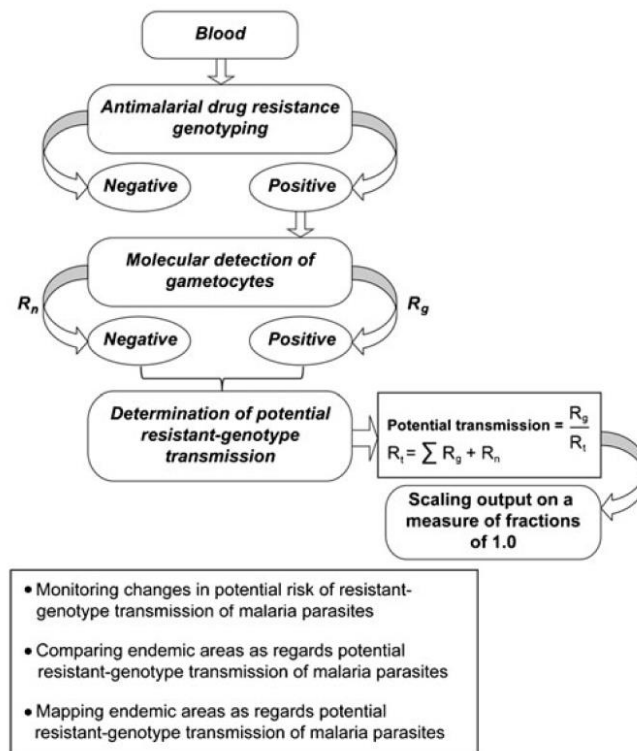 Blood
Antimalarial drug resistance
genotyping
Negative
Positive
Molecular detection of
gametocytes
Rₙ
R_g
Negative
Positive
Determination of potential
resistant-genotype
transmission
Potential transmission = R_g / Rₜ
Rₜ = ∑ R_g + Rₙ
Scaling output on a
measure of fractions
of 1.0
• Monitoring changes in potential risk of resistant-
genotype transmission of malaria parasites
• Comparing endemic areas as regards potential
resistant-genotype transmission of malaria parasites
• Mapping endemic areas as regards potential
resistant-genotype transmission of malaria parasites